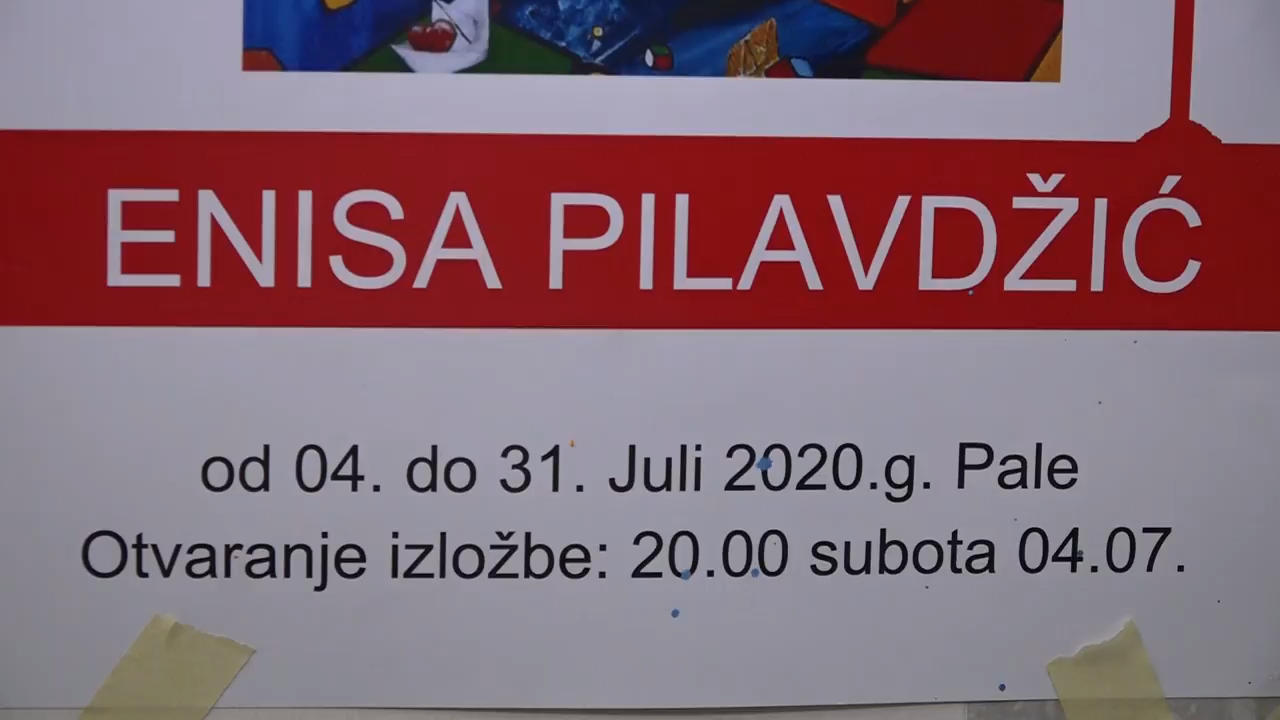 ENISA PILAVDŽIĆ
od 04. do 31. Juli 2020.g. Pale
Otvaranje izložbe: 20.00 subota 04.07.